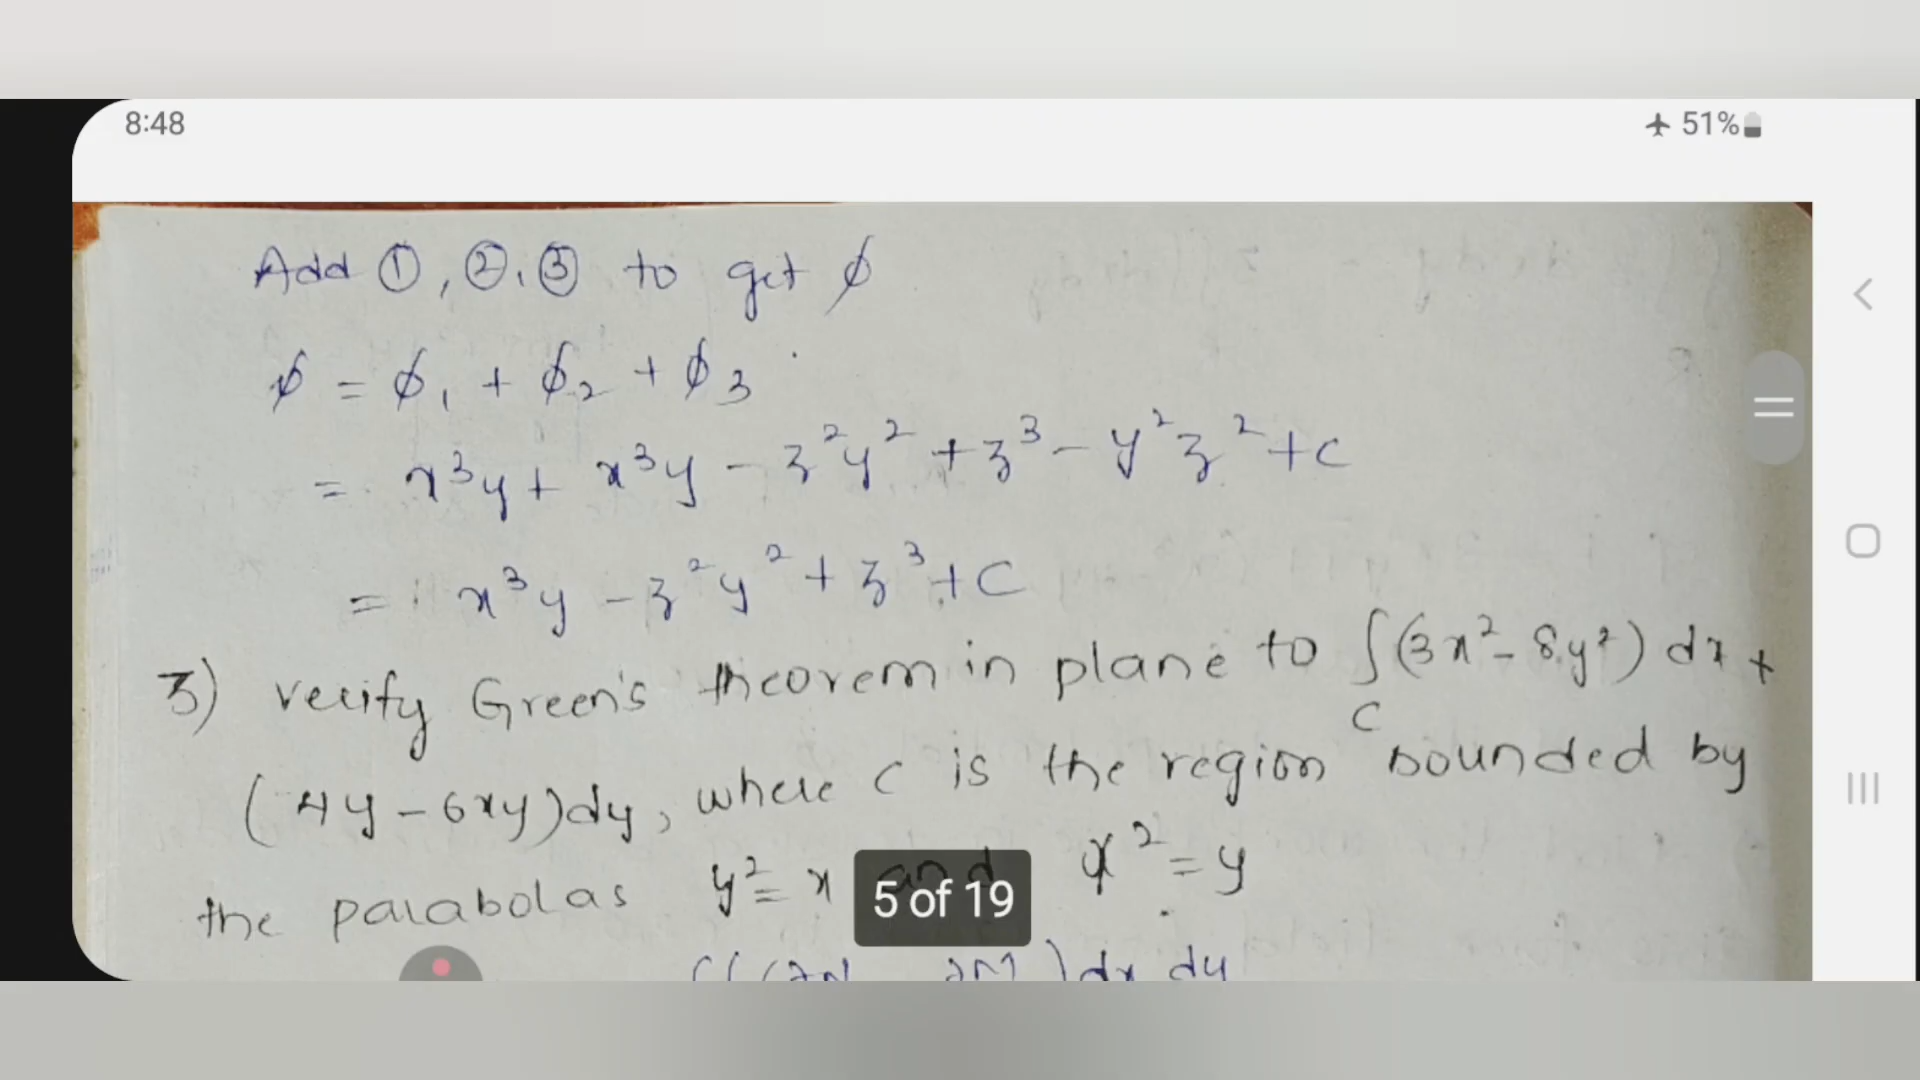 8:48
51%
Add ①, ②, ③ to get ϕ
ϕ = ϕ₁ + ϕ₂ + ϕ₃
= x³y + x³y - z²y² + z³ - y²z² + c
= x³y - z²y² + z³ + C
3) verify Green's theorem in plane to ∫(3x² - 8y²) dx +
C
(4y - 6xy)dy, where C is the region bounded by
the parabolas y² = x and x² = y
5 of 19